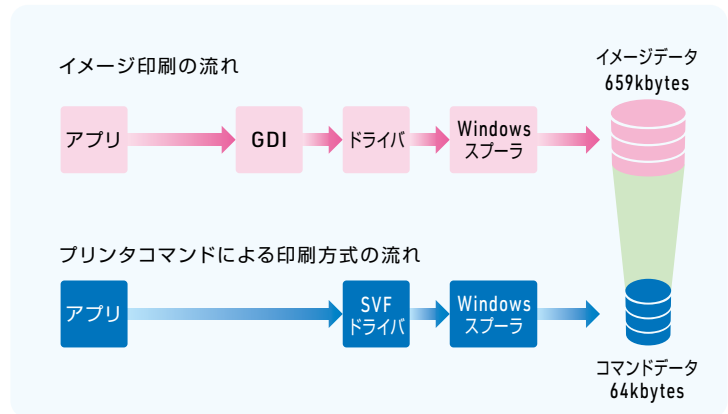 イメージ印刷の流れ
イメージデータ
659kbytes
アプリ
GDI
ドライバ
Windows
スプーラ
プリンタコマンドによる印刷方式の流れ
アプリ
SVF
ドライバ
Windows
スプーラ
コマンドデータ
64kbytes